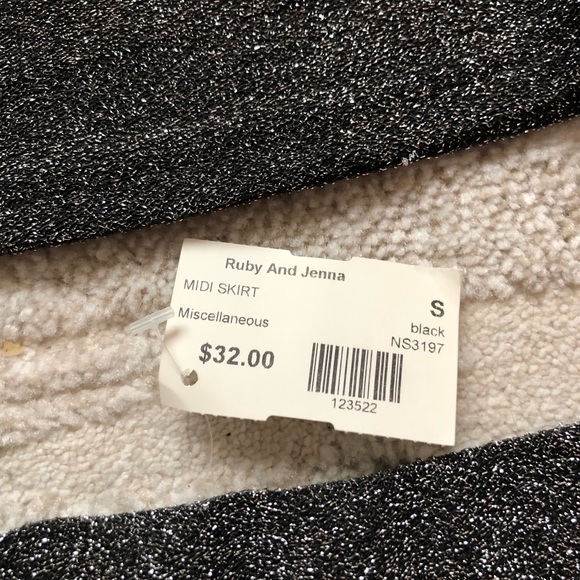 Ruby And Jenna
MIDI SKIRT
S
Miscellaneous
black
NS3197
$32.00
123522